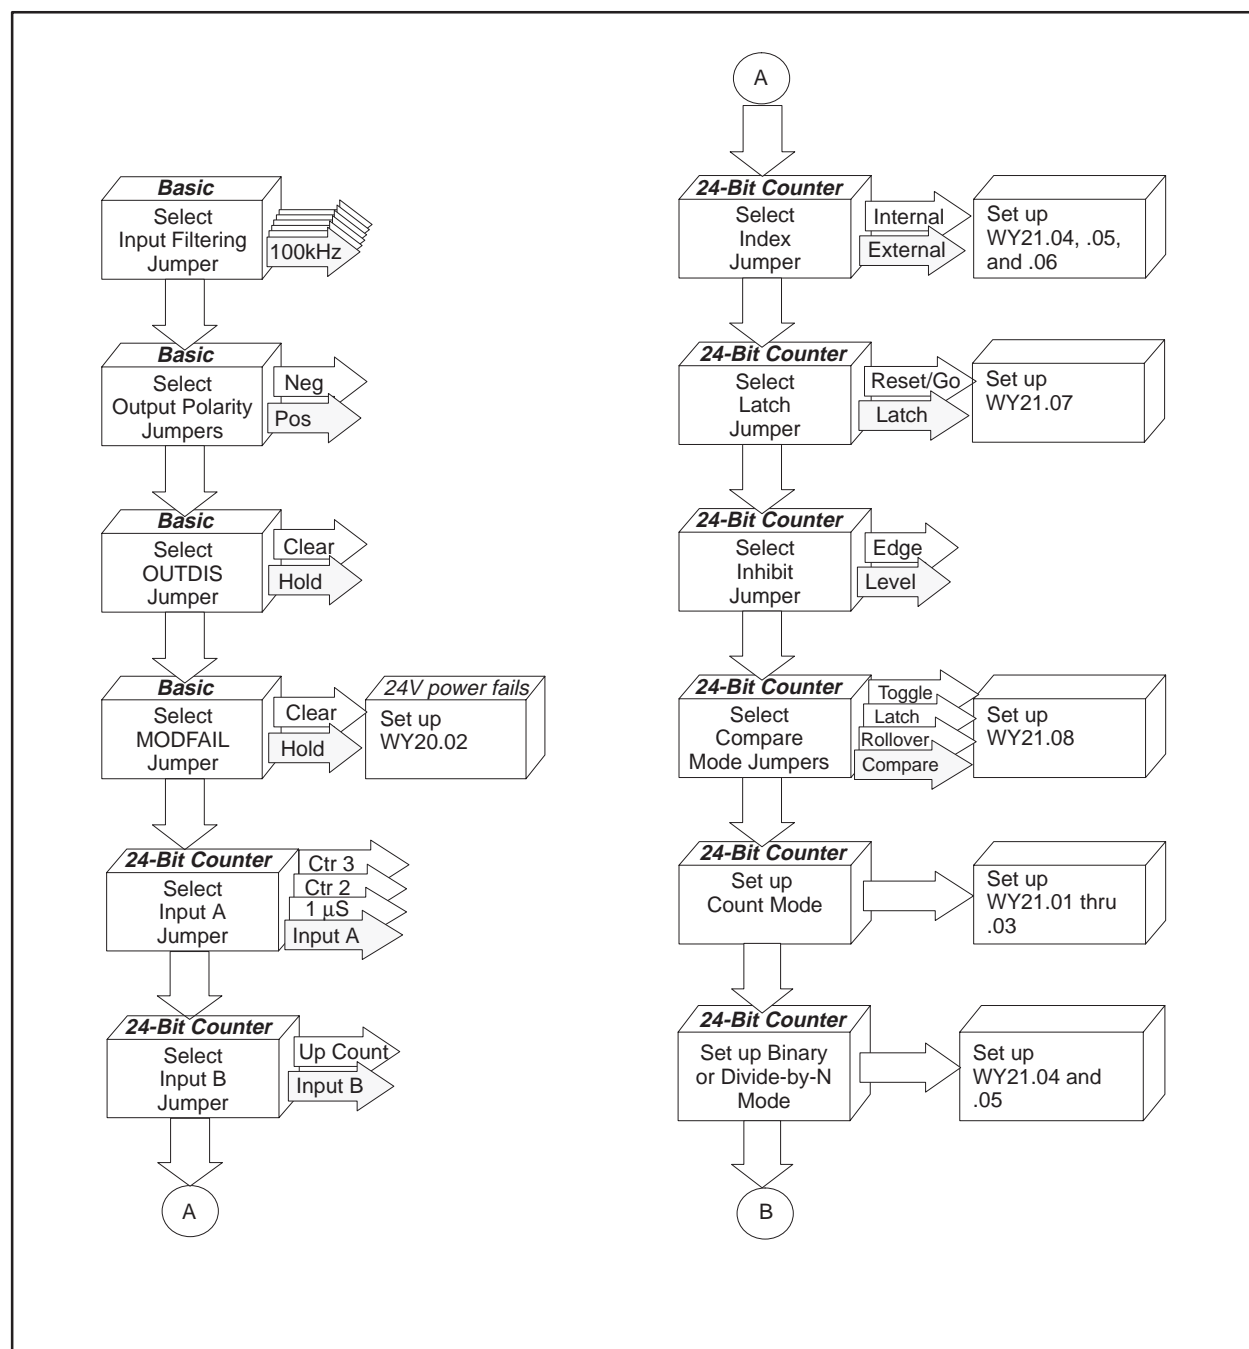 Basic
Select
Input Filtering
Jumper
100kHz
Basic
Select
Output Polarity
Jumpers
Neg
Pos
Basic
Select
OUTDIS
Jumper
Clear
Hold
Basic
Select
MODFAIL
Jumper
Clear
Hold
24V power fails
Set up
WY20.02
24-Bit Counter
Select
Input A
Jumper
Ctr 3
Ctr 2
1 µS
Input A
24-Bit Counter
Select
Input B
Jumper
Up Count
Input B
A
A
24-Bit Counter
Select
Index
Jumper
Internal
External
Set up
WY21.04, .05,
and .06
24-Bit Counter
Select
Latch
Jumper
Reset/Go
Latch
Set up
WY21.07
24-Bit Counter
Select
Inhibit
Jumper
Edge
Level
24-Bit Counter
Select
Compare
Mode Jumpers
Toggle
Latch
Rollover
Compare
Set up
WY21.08
24-Bit Counter
Set up
Count Mode
Set up
WY21.01 thru
.03
24-Bit Counter
Set up Binary
or Divide-by-N
Mode
Set up
WY21.04 and
.05
B